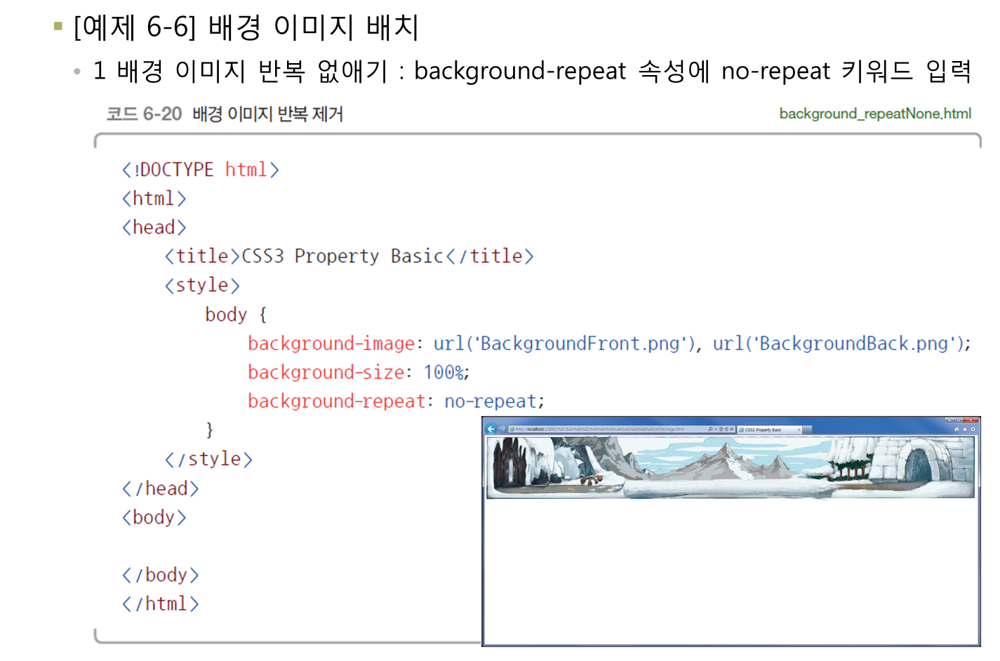 [예제 6-6] 배경 이미지 배치
1 배경 이미지 반복 없애기 : background-repeat 속성에 no-repeat 키워드 입력
코드 6-20 배경 이미지 반복 제거 background_repeatNone.html
<!DOCTYPE html>
<html>
<head>
<title>CSS3 Property Basic</title>
<style>
body {
background-image: url('BackgroundFront.png'), url('BackgroundBack.png');
background-size: 100%;
background-repeat: no-repeat;
}
</style>
</head>
<body>
</body>
</html>
CSS3 Property Basic